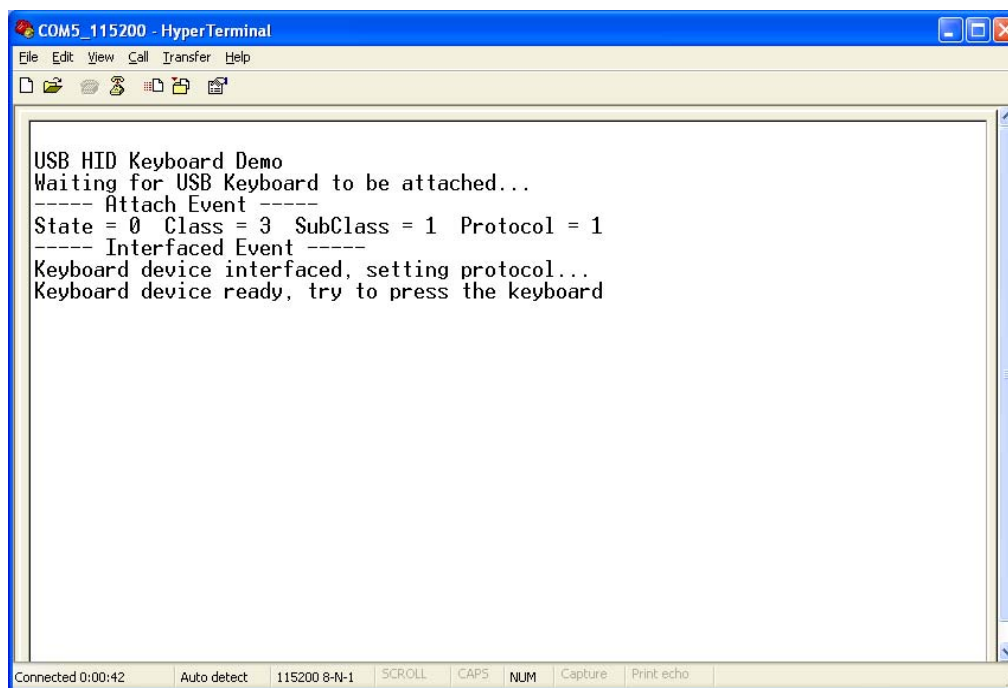 COM5_115200 - HyperTerminal
File Edit View Call Transfer Help
USB HID Keyboard Demo
Waiting for USB Keyboard to be attached...
----- Attach Event -----
State = 0  Class = 3  SubClass = 1  Protocol = 1
----- Interfaced Event -----
Keyboard device interfaced, setting protocol...
Keyboard device ready, try to press the keyboard
Connected 0:00:42 Auto detect 115200 8-N-1 SCROLL CAPS NUM Capture Print echo